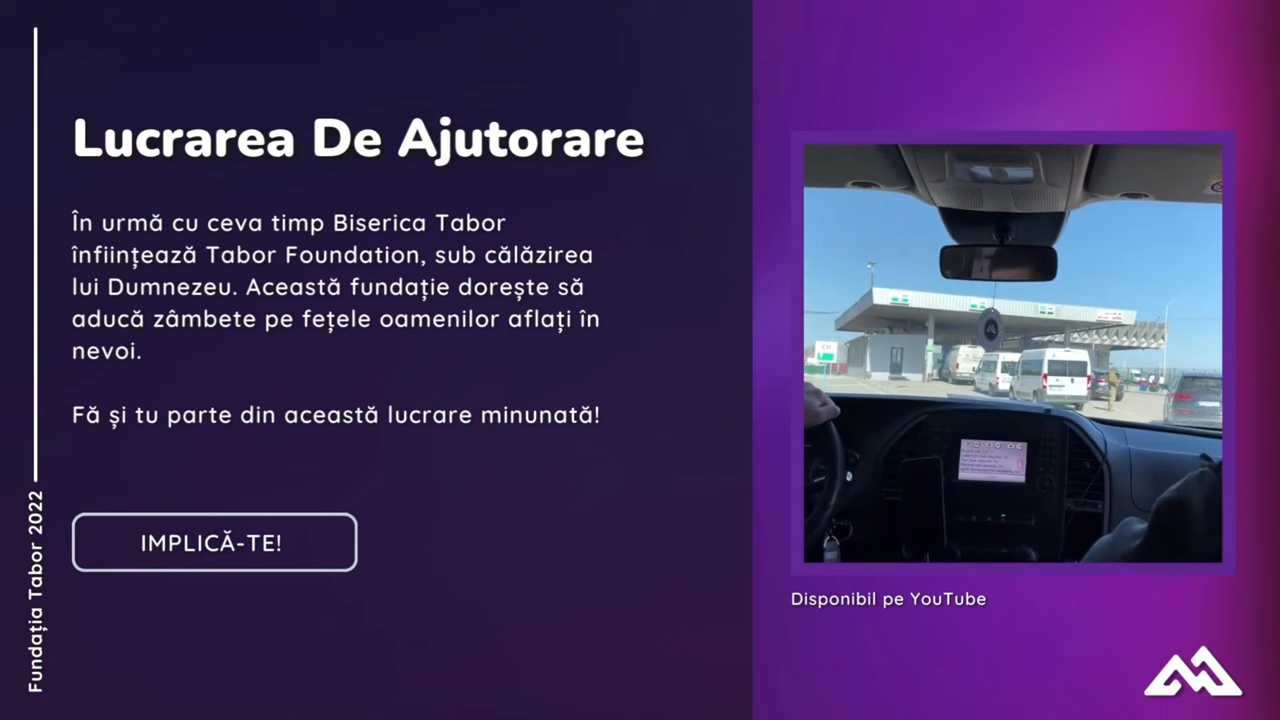 Lucrarea De Ajutorare
În urmă cu ceva timp Biserica Tabor
înființează Tabor Foundation, sub călăzirea
lui Dumnezeu. Această fundație dorește să
aducă zâmbete pe fețele oamenilor aflați în
nevoi.
Fă și tu parte din această lucrare minunată!
IMPLICĂ-TE!
Fundația Tabor 2022
Disponibil pe YouTube